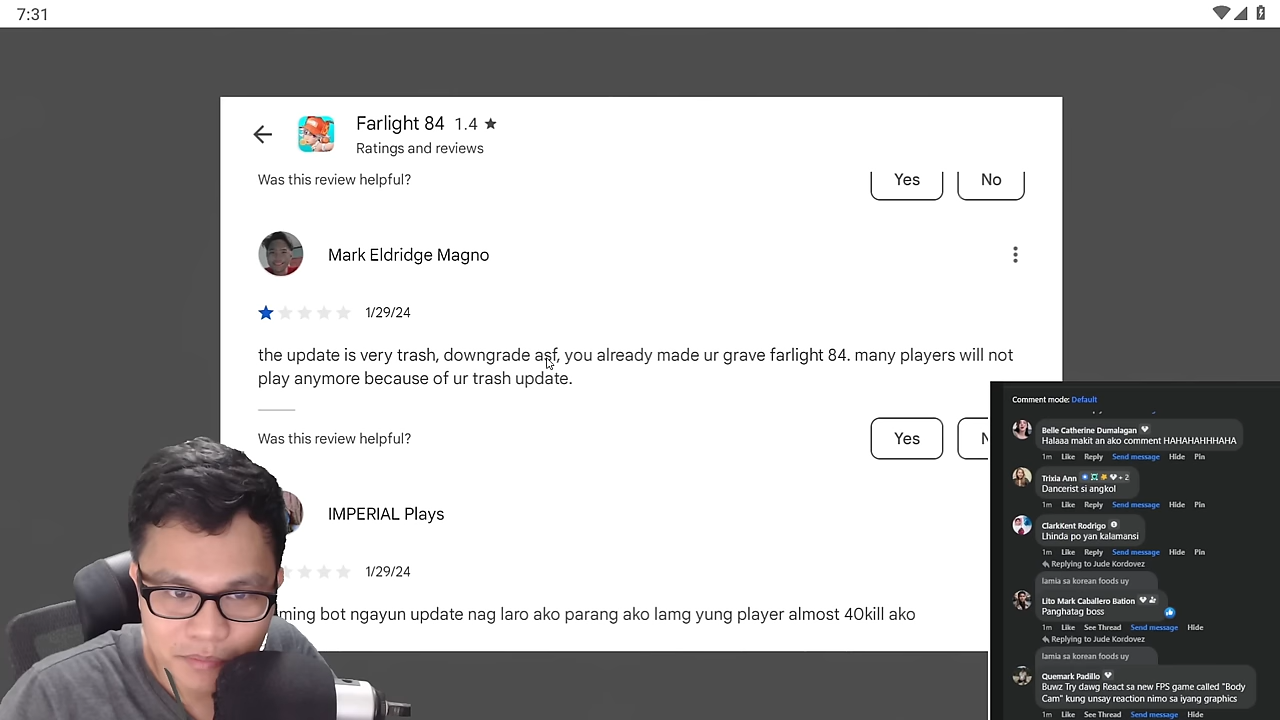 7:31
Farlight 84 1.4 ★
Ratings and reviews
Was this review helpful?
Yes
No
Mark Eldridge Magno
1/29/24
the update is very trash, downgrade asf, you already made ur grave farlight 84. many players will not
play anymore because of ur trash update.
Was this review helpful?
Yes
IMPERIAL Plays
1/29/24
ngayun update nag laro ako parang ako lamg yung player almost 40kill ako
Comment mode: Default
Belle Catherine Dumalagan
Halaaa makit an ako comment HAHAHAHHHAHA
1m Like Reply Send message Hide Pin
Trixia Ann + 2
Dancerist si angkol
1m Like Reply Send message Hide Pin
ClarkKent Rodrigo
Lhinda po yan kalamansi
1m Like Reply Send message Hide Pin
Replying to Jude Kordovez
lamia sa korean foods uy
Lito Mark Caballero Bation
Panghatag boss
1m Like See Thread Send message Hide
Replying to Jude Kordovez
lamia sa korean foods uy
Quemark Padillo
Buwz Try dawg React sa new FPS game called "Body
Cam" kung unsay reaction nimo sa iyang graphics
1m Like See Thread Send message Hide